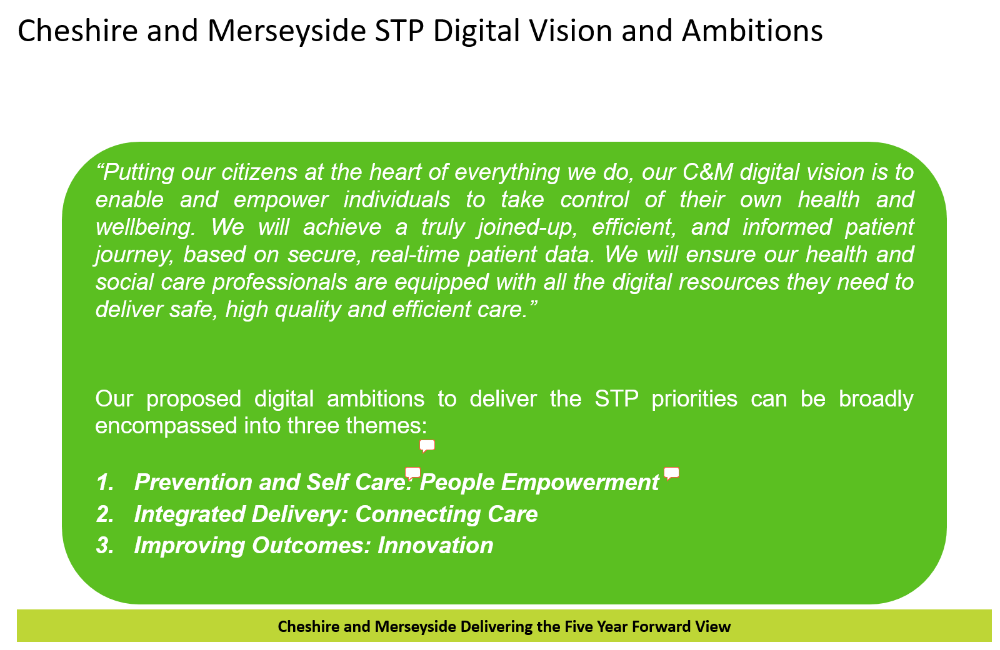 Cheshire and Merseyside STP Digital Vision and Ambitions
“Putting our citizens at the heart of everything we do, our C&M digital vision is to
enable and empower individuals to take control of their own health and
wellbeing. We will achieve a truly joined-up, efficient, and informed patient
journey, based on secure, real-time patient data. We will ensure our health and
social care professionals are equipped with all the digital resources they need to
deliver safe, high quality and efficient care.”
Our proposed digital ambitions to deliver the STP priorities can be broadly
encompassed into three themes:
1. Prevention and Self Care: People Empowerment
2. Integrated Delivery: Connecting Care
3. Improving Outcomes: Innovation
Cheshire and Merseyside Delivering the Five Year Forward View